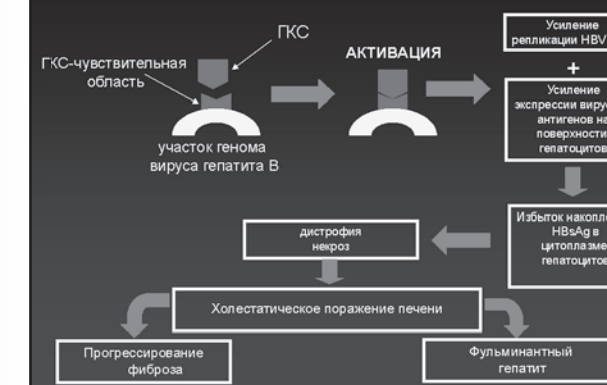 ГКС
АКТИВАЦИЯ
ГКС-чувствительная
область
участок генома
вируса гепатита В
Усиление
репликации HBV
+
Усиление
экспрессии
антигенов на
поверхности
гепатоцитов
Избыток
HBsAg в
цитоплазме
гепатоцитов
дистрофия
некроз
Холестатическое поражение печени
Прогрессирование
фиброза
Фульминантный
гепатит